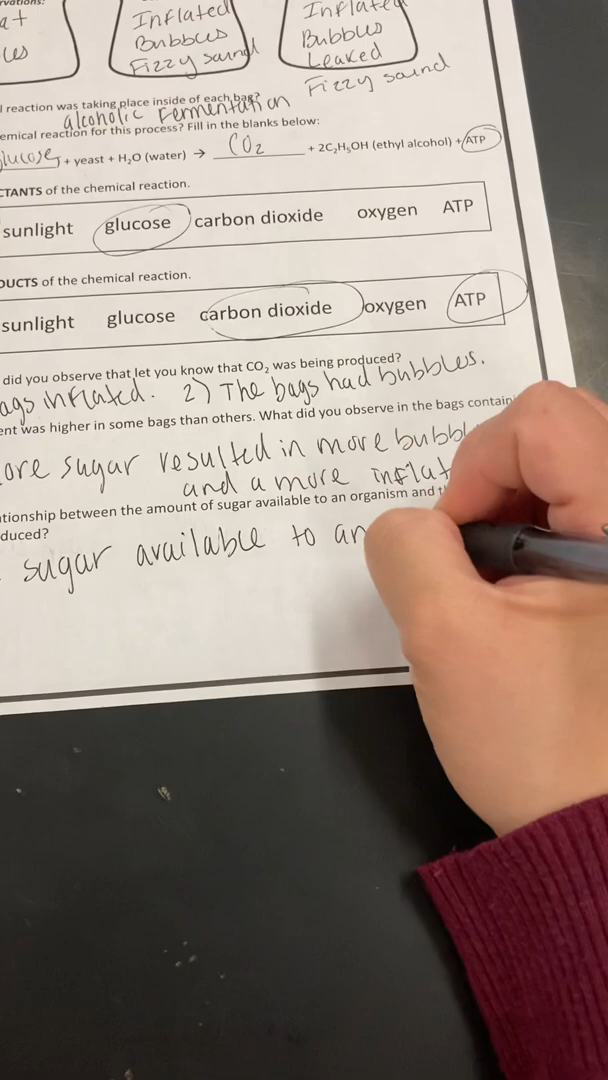 rvations:
at
les
Inflated
Bubbles
Fizzy sound
Inflated
Bubbles
Leaked
Fizzy sound
l reaction was taking place inside of each bag?
alcoholic Fermentation
emical reaction for this process? Fill in the blanks below:
glucose + yeast + H₂O (water) → CO₂ + 2C₂H₅OH (ethyl alcohol) + ATP
CTANTS of the chemical reaction.
sunlight glucose carbon dioxide oxygen ATP
DUCTS of the chemical reaction.
sunlight glucose carbon dioxide oxygen ATP
did you observe that let you know that CO₂ was being produced?
ags inflated. 2) The bags had bubbles.
ent was higher in some bags than others. What did you observe in the bags contain
ore sugar resulted in more bubbl
and a more inflat
tionship between the amount of sugar available to an organism and t
duced?
sugar available to an